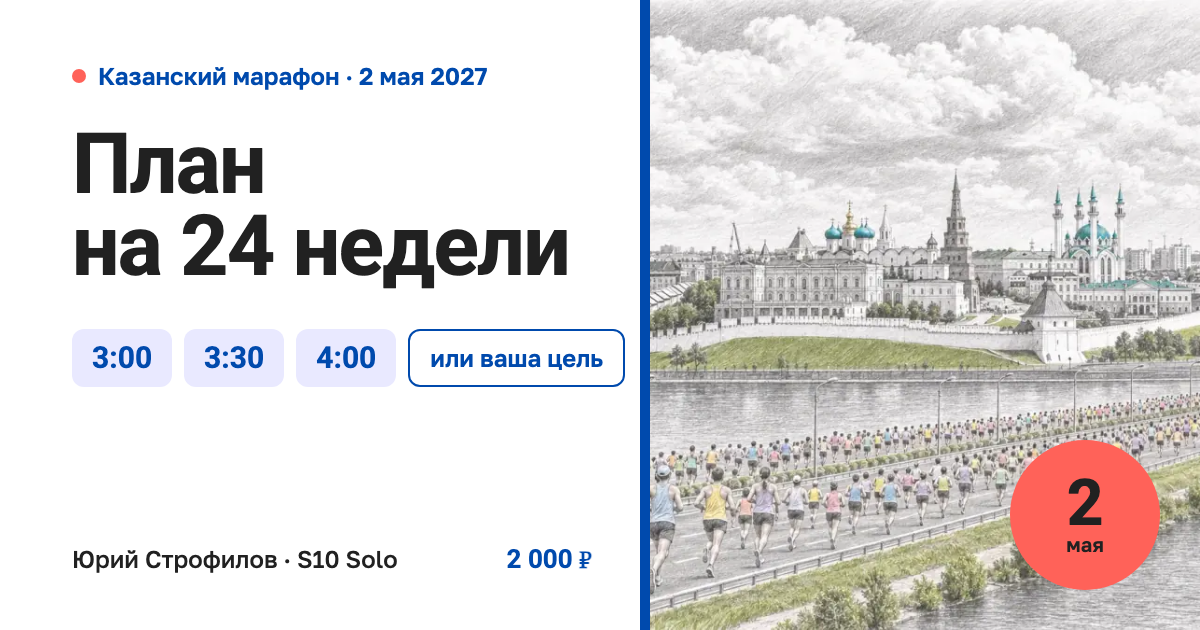 Казанский марафон · 2 мая 2027
План
на 24 недели
3:00 3:30 4:00 или ваша цель
Юрий Строфилов · S10 Solo 2 000 ₽
2
мая